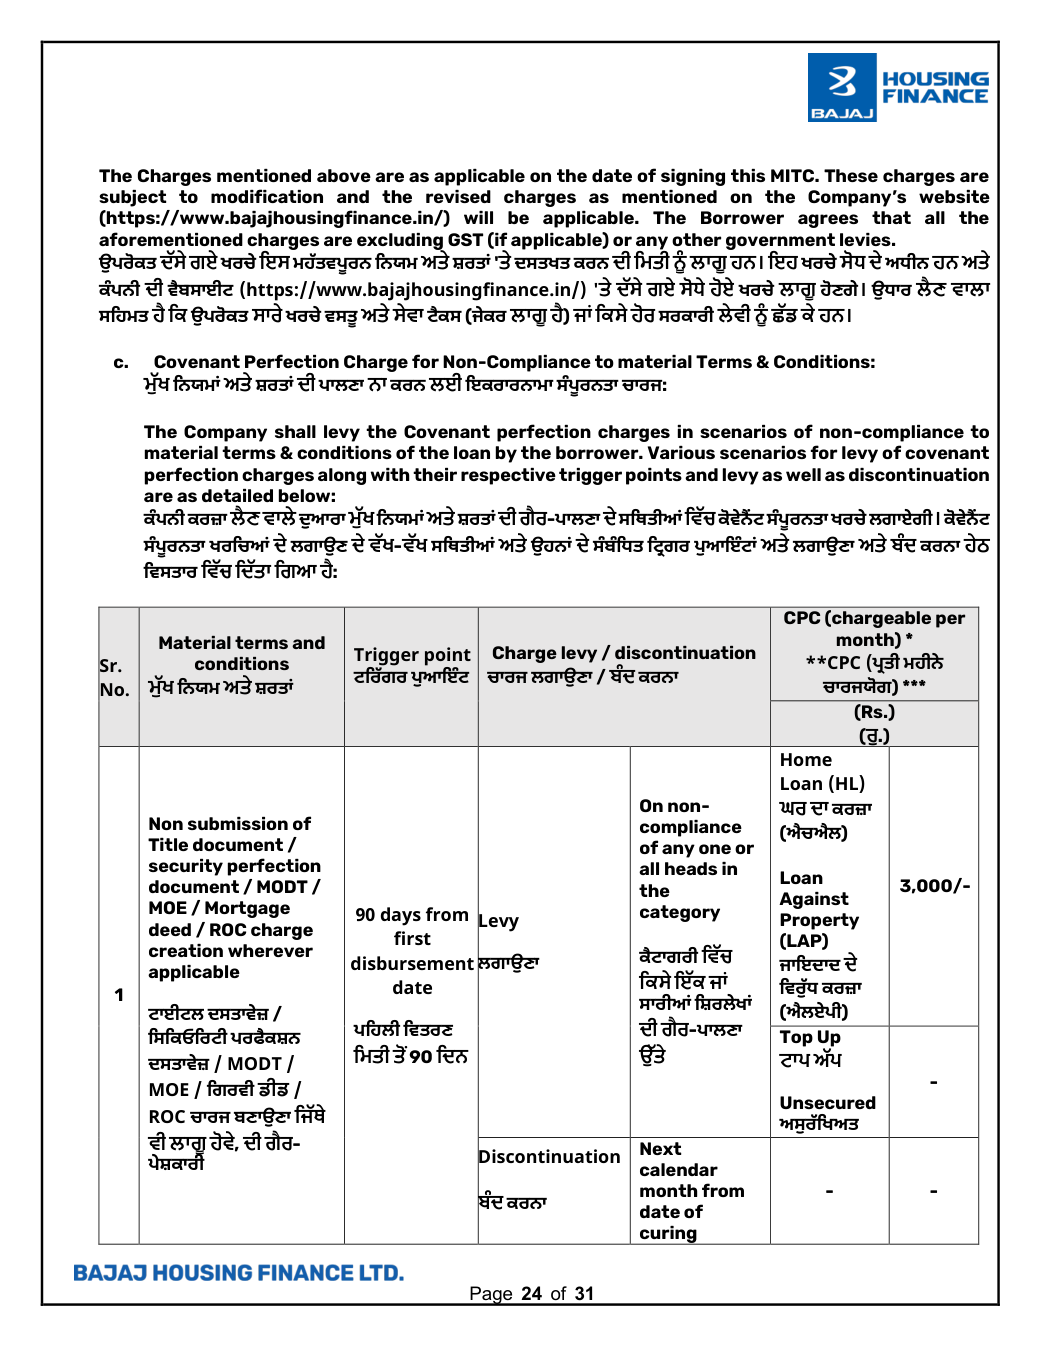 BAJAJ
HOUSING
FINANCE
The Charges mentioned above are as applicable on the date of signing this MITC. These charges are
subject to modification and the revised charges as mentioned on the Company's website
(https://www.bajajhousingfinance.in/) will be applicable. The Borrower agrees that all the
aforementioned charges are excluding GST (if applicable) or any other government levies.
ਉਪਰੋਕਤ ਦੱਸੇ ਗਏ ਖਰਚੇ ਇਸ ਮਹੱਤਵਪੂਰਨ ਨਿਯਮ ਅਤੇ ਸ਼ਰਤਾਂ 'ਤੇ ਦਸਤਖਤ ਕਰਨ ਦੀ ਮਿਤੀ ਨੂੰ ਲਾਗੂ ਹਨ। ਇਹ ਖਰਚੇ ਸੋਧ ਦੇ ਅਧੀਨ ਹਨ ਅਤੇ
ਕੰਪਨੀ ਦੀ ਵੈਬਸਾਈਟ (https://www.bajajhousingfinance.in/) 'ਤੇ ਦੱਸੇ ਗਏ ਸੋਧੇ ਹੋਏ ਖਰਚੇ ਲਾਗੂ ਹੋਣਗੇ। ਉਧਾਰ ਲੈਣ ਵਾਲਾ
ਸਹਿਮਤ ਹੈ ਕਿ ਉਪਰੋਕਤ ਸਾਰੇ ਖਰਚੇ ਵਸਤੂ ਅਤੇ ਸੇਵਾ ਟੈਕਸ (ਜੇਕਰ ਲਾਗੂ ਹੈ) ਜਾਂ ਕਿਸੇ ਹੋਰ ਸਰਕਾਰੀ ਲੇਵੀ ਨੂੰ ਛੱਡ ਕੇ ਹਨ।
c. Covenant Perfection Charge for Non-Compliance to material Terms & Conditions:
ਮੁੱਖ ਨਿਯਮਾਂ ਅਤੇ ਸ਼ਰਤਾਂ ਦੀ ਪਾਲਣਾ ਨਾ ਕਰਨ ਲਈ ਇਕਰਾਰਨਾਮਾ ਸੰਪੂਰਨਤਾ ਚਾਰਜ:
The Company shall levy the Covenant perfection charges in scenarios of non-compliance to
material terms & conditions of the loan by the borrower. Various scenarios for levy of covenant
perfection charges along with their respective trigger points and levy as well as discontinuation
are as detailed below:
ਕੰਪਨੀ ਕਰਜ਼ਾ ਲੈਣ ਵਾਲੇ ਦੁਆਰਾ ਮੁੱਖ ਨਿਯਮਾਂ ਅਤੇ ਸ਼ਰਤਾਂ ਦੀ ਗੈਰ-ਪਾਲਣਾ ਦੇ ਸਥਿਤੀਆਂ ਵਿੱਚ ਕੋਵੇਨੈਂਟ ਸੰਪੂਰਨਤਾ ਖਰਚੇ ਲਗਾਏਗੀ। ਕੋਵੇਨੈਂਟ
ਸੰਪੂਰਨਤਾ ਖਰਚਿਆਂ ਦੇ ਲਗਾਉਣ ਦੇ ਵੱਖ-ਵੱਖ ਸਥਿਤੀਆਂ ਅਤੇ ਉਹਨਾਂ ਦੇ ਸੰਬੰਧਿਤ ਟ੍ਰਿਗਰ ਪੁਆਇੰਟਾਂ ਅਤੇ ਲਗਾਉਣਾ ਅਤੇ ਬੰਦ ਕਰਨਾ ਹੇਠ
ਵਿਸਤਾਰ ਵਿੱਚ ਦਿੱਤਾ ਗਿਆ ਹੈ:
Sr.
No.
Material terms and
conditions
ਮੁੱਖ ਨਿਯਮ ਅਤੇ ਸ਼ਰਤਾਂ
Trigger point
ਟਰਿੱਗਰ ਪੁਆਇੰਟ
Charge levy / discontinuation
ਚਾਰਜ ਲਗਾਉਣਾ / ਬੰਦ ਕਰਨਾ
CPC (chargeable per
month) *
**CPC (ਪ੍ਰਤੀ ਮਹੀਨੇ
ਚਾਰਜਯੋਗ) ***
(Rs.)
(ਰੁ.)
1
Non submission of
Title document /
security perfection
document / MODT /
MOE / Mortgage
deed / ROC charge
creation wherever
applicable
ਟਾਈਟਲ ਦਸਤਾਵੇਜ਼ /
ਸਿਕਿਓਰਿਟੀ ਪਰਫੈਕਸ਼ਨ
ਦਸਤਾਵੇਜ਼ / MODT /
MOE / ਗਿਰਵੀ ਡੀਡ /
ROC ਚਾਰਜ ਬਣਾਉਣਾ ਜਿੱਥੇ
ਵੀ ਲਾਗੂ ਹੋਵੇ, ਦੀ ਗੈਰ-
ਪੇਸ਼ਕਾਰੀ
90 days from
first
disbursement
date
ਪਹਿਲੀ ਵਿਤਰਣ
ਮਿਤੀ ਤੋਂ 90 ਦਿਨ
Levy
ਲਗਾਉਣਾ
On non-
compliance
of any one or
all heads in
the
category
ਕੈਟਾਗਰੀ ਵਿੱਚ
ਕਿਸੇ ਇੱਕ ਜਾਂ
ਸਾਰੀਆਂ ਸ਼ਿਰਲੇਖਾਂ
ਦੀ ਗੈਰ-ਪਾਲਣਾ
ਉੱਤੇ
Home
Loan (HL)
ਘਰ ਦਾ ਕਰਜ਼ਾ
(ਐਚਐਲ)
Loan
Against
Property
(LAP)
ਜਾਇਦਾਦ ਦੇ
ਵਿਰੁੱਧ ਕਰਜ਼ਾ
(ਐਲਏਪੀ)
3,000/-
Top Up
ਟਾਪ ਅੱਪ
Unsecured
ਅਸੁਰੱਖਿਅਤ
-
Discontinuation
ਬੰਦ ਕਰਨਾ
Next
calendar
month from
date of
curing
-
-
BAJAJ HOUSING FINANCE LTD.
Page 24 of 31